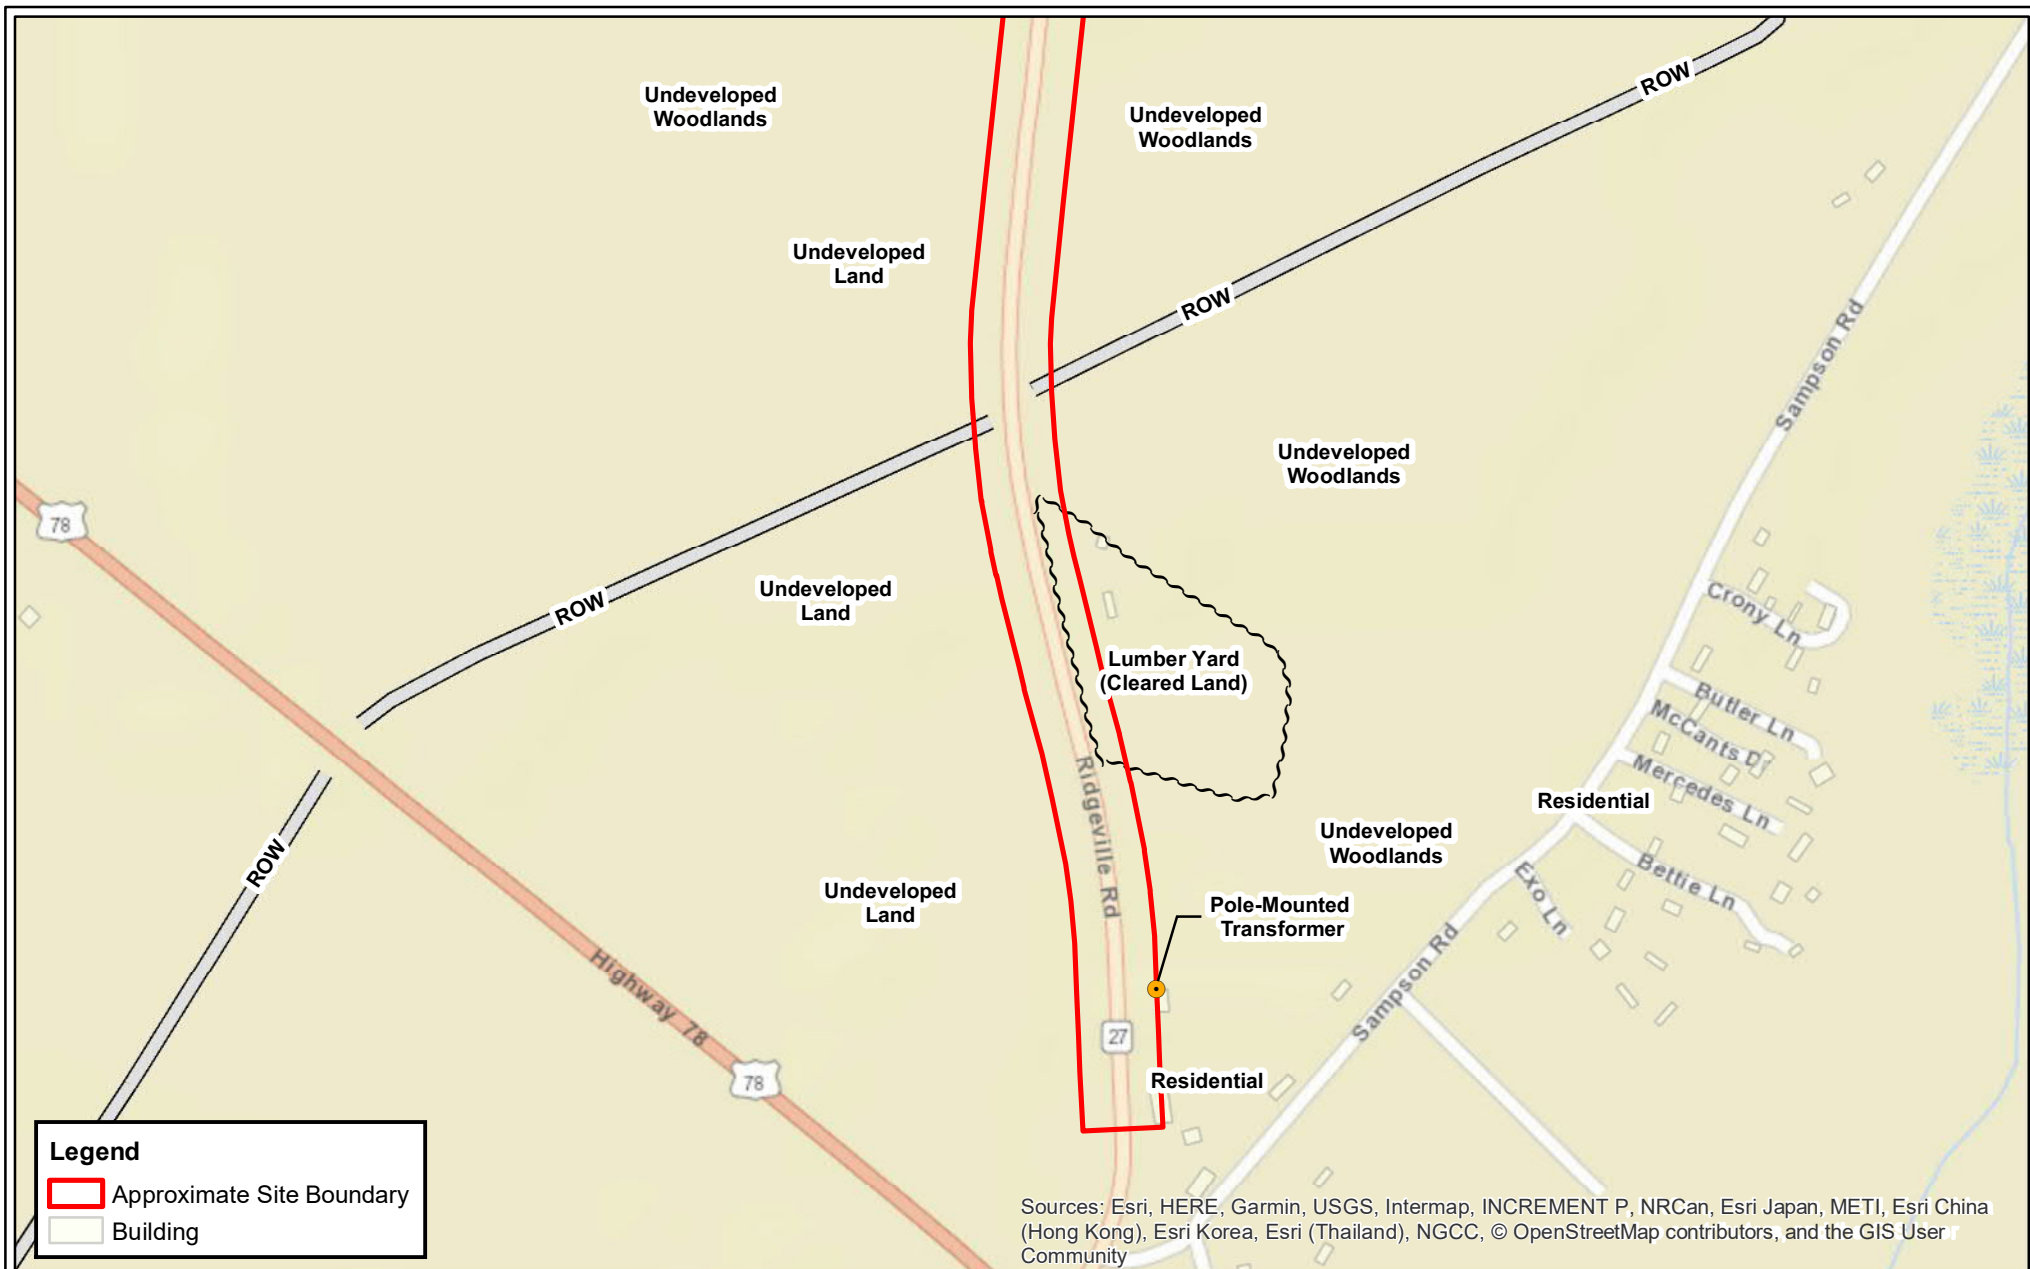 Undeveloped
Woodlands
Undeveloped
Woodlands
ROW
Undeveloped
Land
ROW
Sampson Rd
Undeveloped
Woodlands
78
ROW
Undeveloped
Land
Crony Ln
Lumber Yard
(Cleared Land)
Butler Ln
McCants Dr
Mercedes Ln
Residential
Ridgeville Rd
Undeveloped
Woodlands
ROW
Undeveloped
Land
Exo Ln
Bettie Ln
Pole-Mounted
Transformer
Sampson Rd
Highway 78
27
78
Residential
Legend
Approximate Site Boundary
Building
Sources: Esri, HERE, Garmin, USGS, Intermap, INCREMENT P, NRCan, Esri Japan, METI, Esri China
(Hong Kong), Esri Korea, Esri (Thailand), NGCC, © OpenStreetMap contributors, and the GIS User
Community